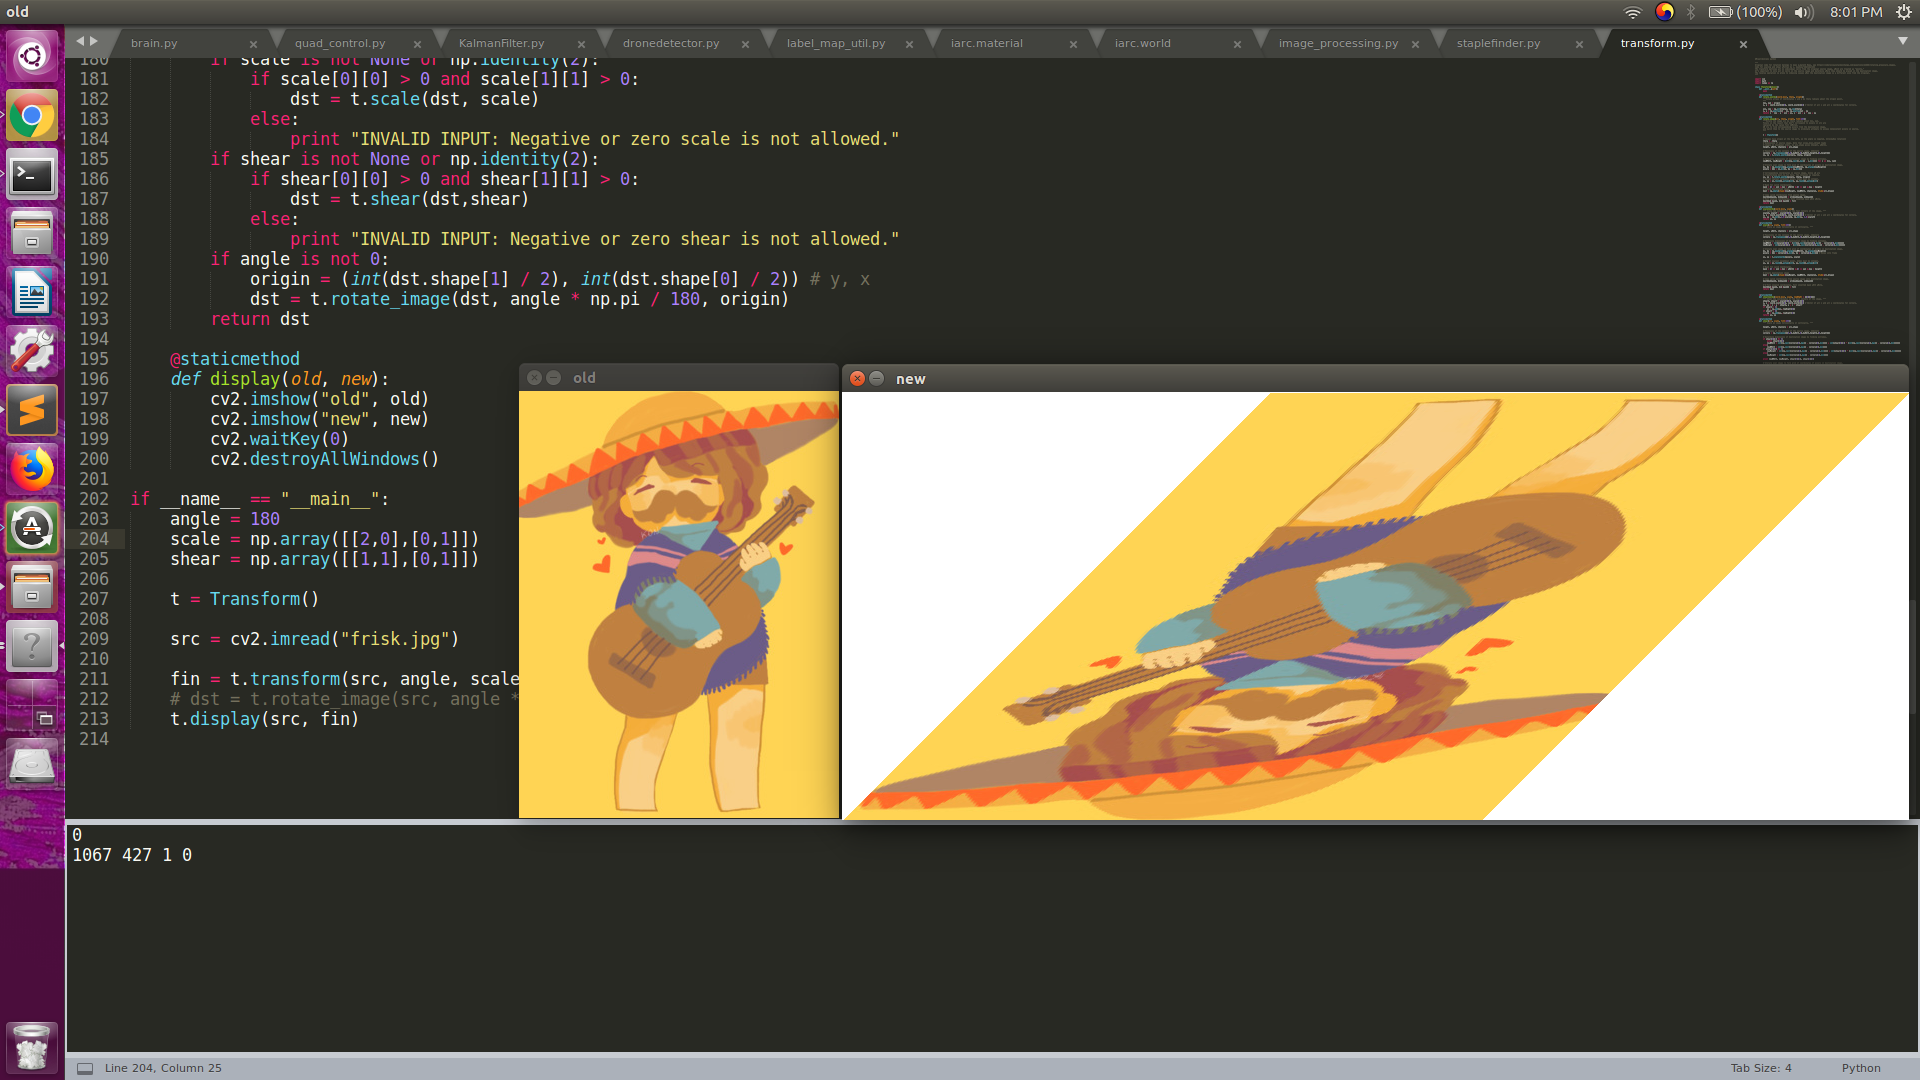 old
(100%) 8:01 PM
brain.py quad_control.py KalmanFilter.py dronedetector.py label_map_util.py iarc.material iarc.world image_processing.py staplefinder.py transform.py
180 if scale is not None or np.identity(2):
181 if scale[0][0] > 0 and scale[1][1] > 0:
182 dst = t.scale(dst, scale)
183 else:
184 print "INVALID INPUT: Negative or zero scale is not allowed."
185 if shear is not None or np.identity(2):
186 if shear[0][0] > 0 and shear[1][1] > 0:
187 dst = t.shear(dst,shear)
188 else:
189 print "INVALID INPUT: Negative or zero shear is not allowed."
190 if angle is not 0:
191 origin = (int(dst.shape[1] / 2), int(dst.shape[0] / 2)) # y, x
192 dst = t.rotate_image(dst, angle * np.pi / 180, origin)
193 return dst
194
195 @staticmethod
196 def display(old, new):
197 cv2.imshow("old", old)
198 cv2.imshow("new", new)
199 cv2.waitKey(0)
200 cv2.destroyAllWindows()
201
202 if __name__ == "__main__":
203 angle = 180
204 scale = np.array([[2,0],[0,1]])
205 shear = np.array([[1,1],[0,1]])
206
207 t = Transform()
208
209 src = cv2.imread("frisk.jpg")
210
211 fin = t.transform(src, angle, scale
212 # dst = t.rotate_image(src, angle *
213 t.display(src, fin)
214
old
new
0
1067 427 1 0
Line 204, Column 25
Tab Size: 4
Python